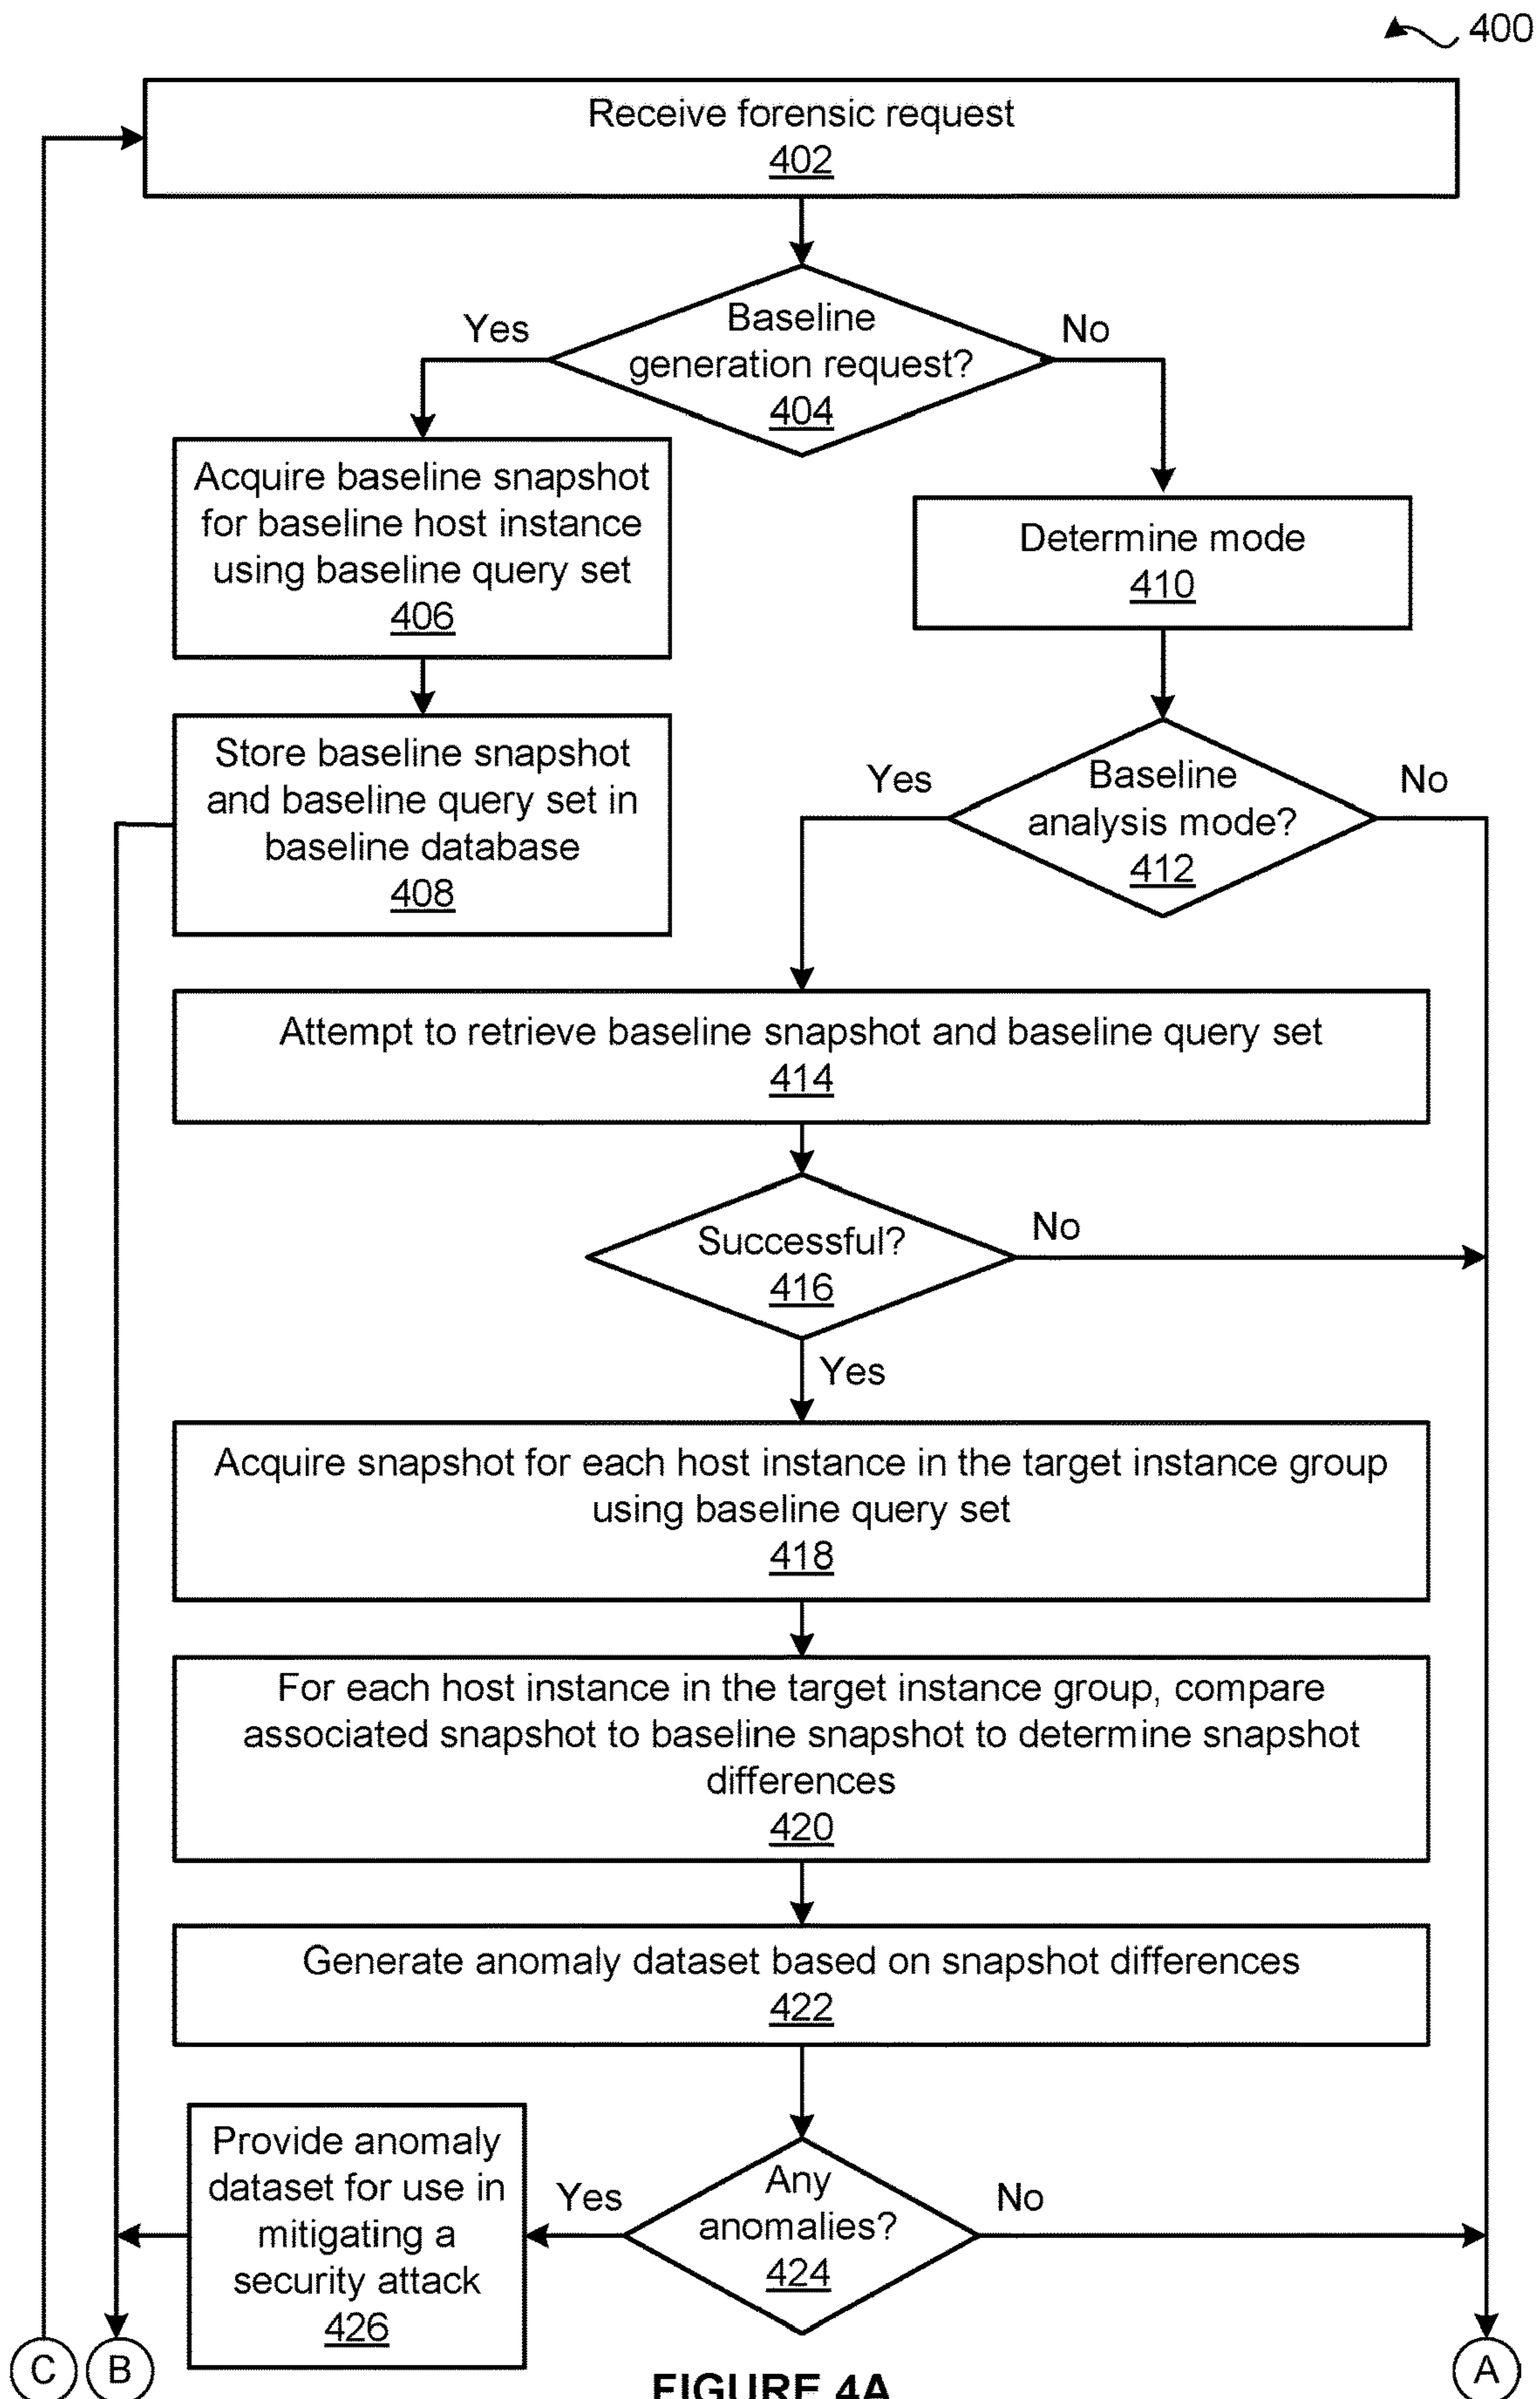 400
Receive forensic request
402
Yes
Baseline
generation request?
404
No
Acquire baseline snapshot
for baseline host instance
using baseline query set
406
Determine mode
410
Store baseline snapshot
and baseline query set in
baseline database
408
Yes
Baseline
analysis mode?
412
No
Attempt to retrieve baseline snapshot and baseline query set
414
Successful?
416
No
Yes
Acquire snapshot for each host instance in the target instance group
using baseline query set
418
For each host instance in the target instance group, compare
associated snapshot to baseline snapshot to determine snapshot
differences
420
Generate anomaly dataset based on snapshot differences
422
Provide anomaly
dataset for use in
mitigating a
security attack
426
Yes
Any
anomalies?
424
No
C
B
A
FIGURE 4A